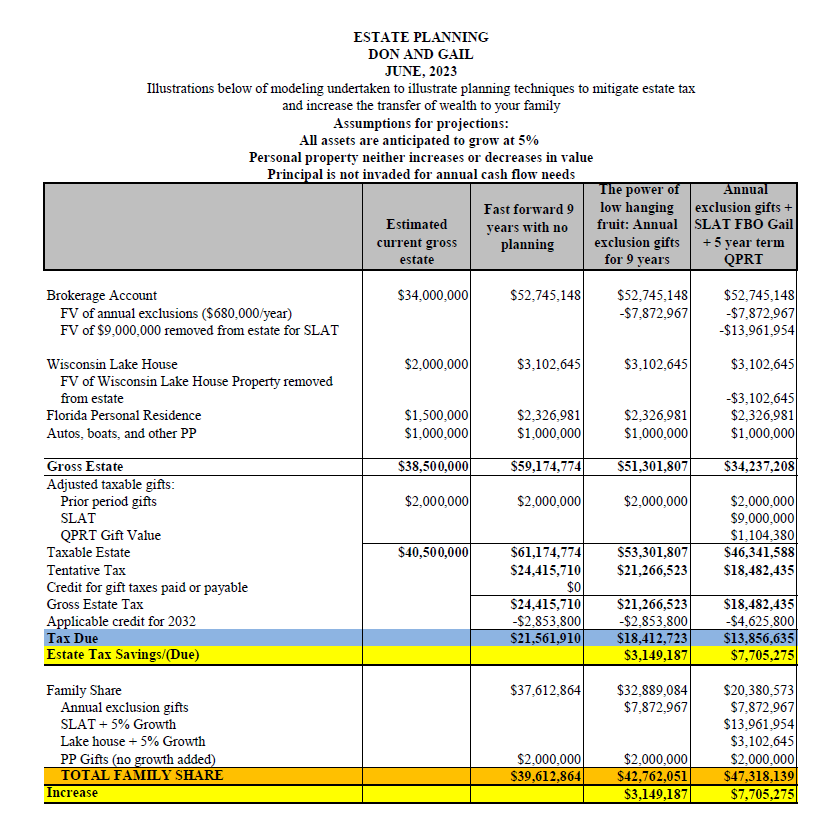 ESTATE PLANNING
DON AND GAIL
JUNE, 2023
Illustrations below of modeling undertaken to illustrate planning techniques to mitigate estate tax
and increase the transfer of wealth to your family
Assumptions for projections:
All assets are anticipated to grow at 5%
Personal property neither increases or decreases in value
Principal is not invaded for annual cash flow needs
Estimated
current gross
estate
Fast forward 9
years with no
planning
The power of
low hanging
fruit: Annual
exclusion gifts
for 9 years
Annual
exclusion gifts +
SLAT FBO Gail
+ 5 year term
QPRT
Brokerage Account $34,000,000 $52,745,148 $52,745,148 $52,745,148
FV of annual exclusions ($680,000/year) -$7,872,967 -$7,872,967
FV of $9,000,000 removed from estate for SLAT -$13,961,954
Wisconsin Lake House $2,000,000 $3,102,645 $3,102,645 $3,102,645
FV of Wisconsin Lake House Property removed
from estate -$3,102,645
Florida Personal Residence $1,500,000 $2,326,981 $2,326,981 $2,326,981
Autos, boats, and other PP $1,000,000 $1,000,000 $1,000,000 $1,000,000
Gross Estate $38,500,000 $59,174,774 $51,301,807 $34,237,208
Adjusted taxable gifts:
Prior period gifts $2,000,000 $2,000,000 $2,000,000 $2,000,000
SLAT $9,000,000
QPRT Gift Value $1,104,380
Taxable Estate $40,500,000 $61,174,774 $53,301,807 $46,341,588
Tentative Tax $24,415,710 $21,266,523 $18,482,435
Credit for gift taxes paid or payable $0
Gross Estate Tax $24,415,710 $21,266,523 $18,482,435
Applicable credit for 2032 -$2,853,800 -$2,853,800 -$4,625,800
Tax Due $21,561,910 $18,412,723 $13,856,635
Estate Tax Savings/(Due) $3,149,187 $7,705,275
Family Share $37,612,864 $32,889,084 $20,380,573
Annual exclusion gifts $7,872,967 $7,872,967
SLAT + 5% Growth $13,961,954
Lake house + 5% Growth $3,102,645
PP Gifts (no growth added) $2,000,000 $2,000,000 $2,000,000
TOTAL FAMILY SHARE $39,612,864 $42,762,051 $47,318,139
Increase $3,149,187 $7,705,275